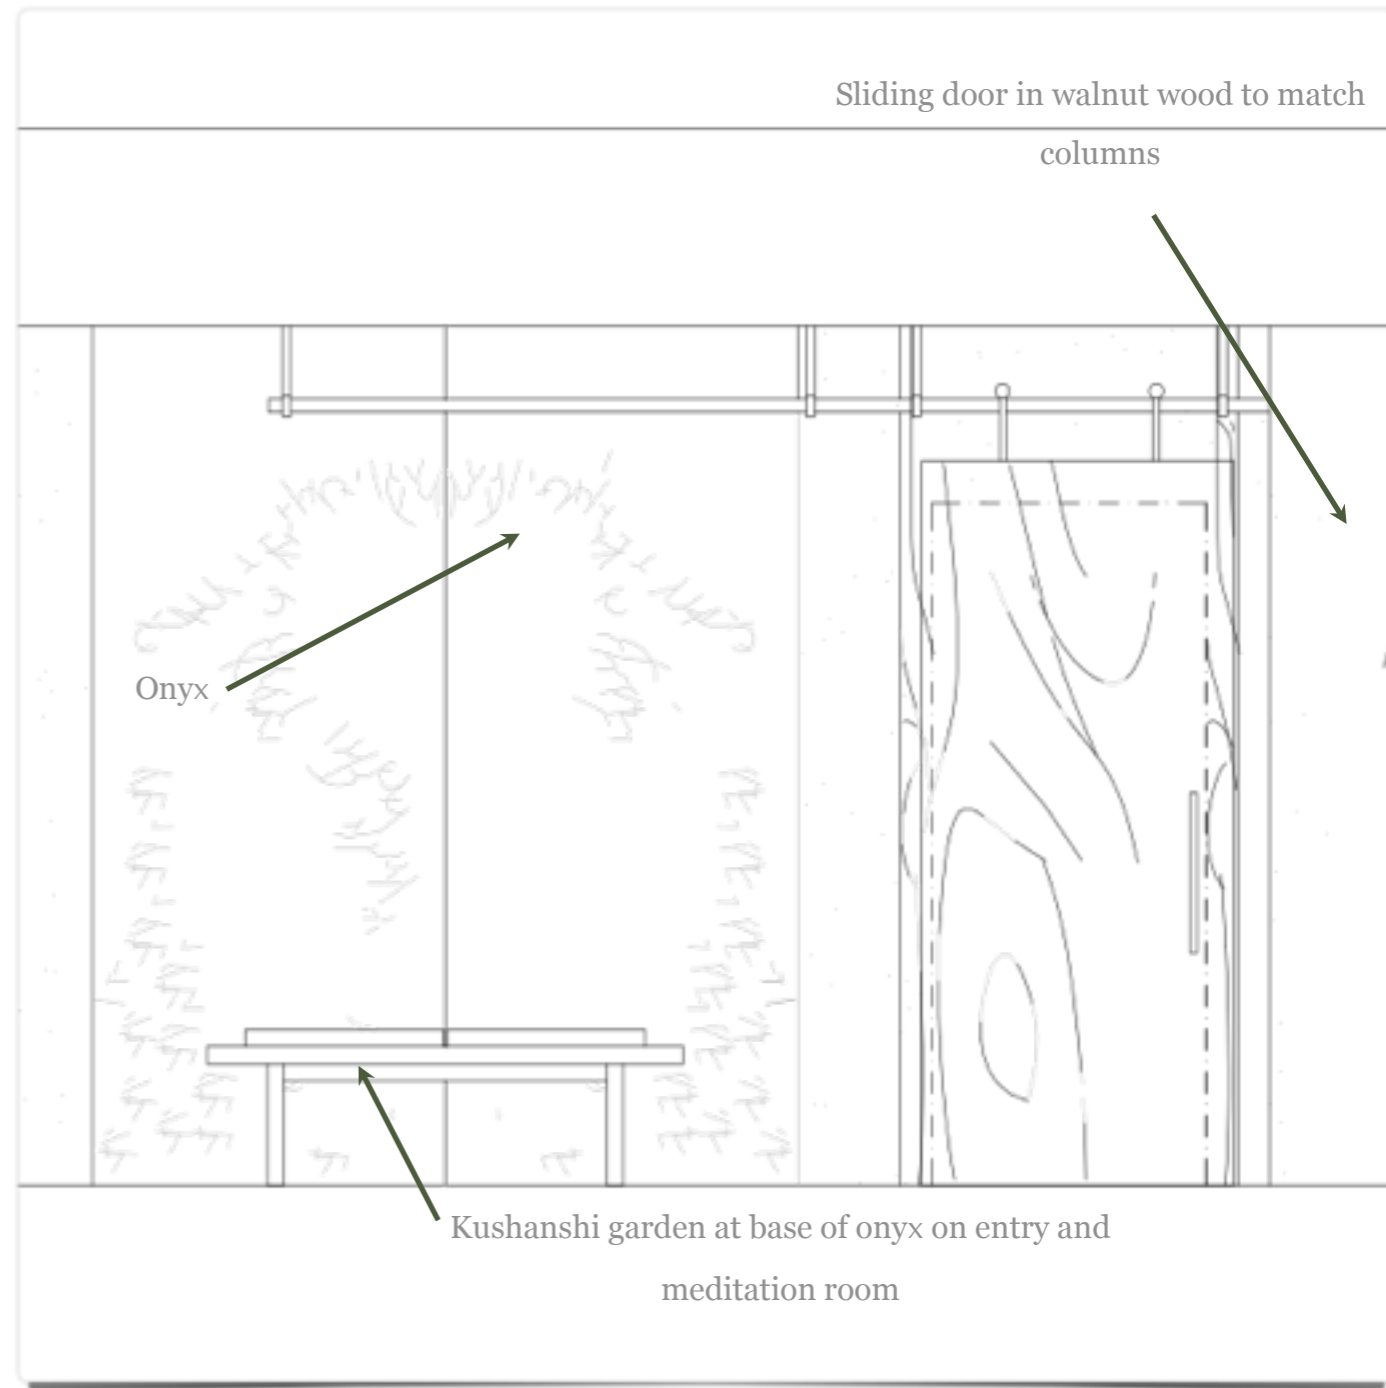 Sliding door in walnut wood to match
columns
Onyx
Kushanshi garden at base of onyx on entry and
meditation room